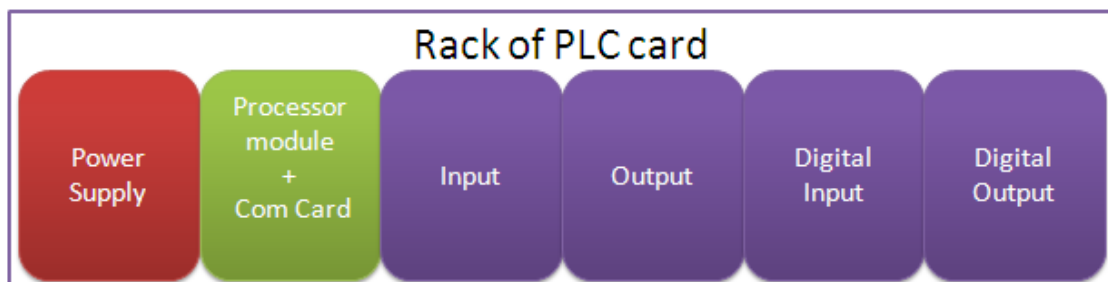 Rack of PLC card
Power
Supply
Processor
module
+
Com Card
Input
Output
Digital
Input
Digital
Output